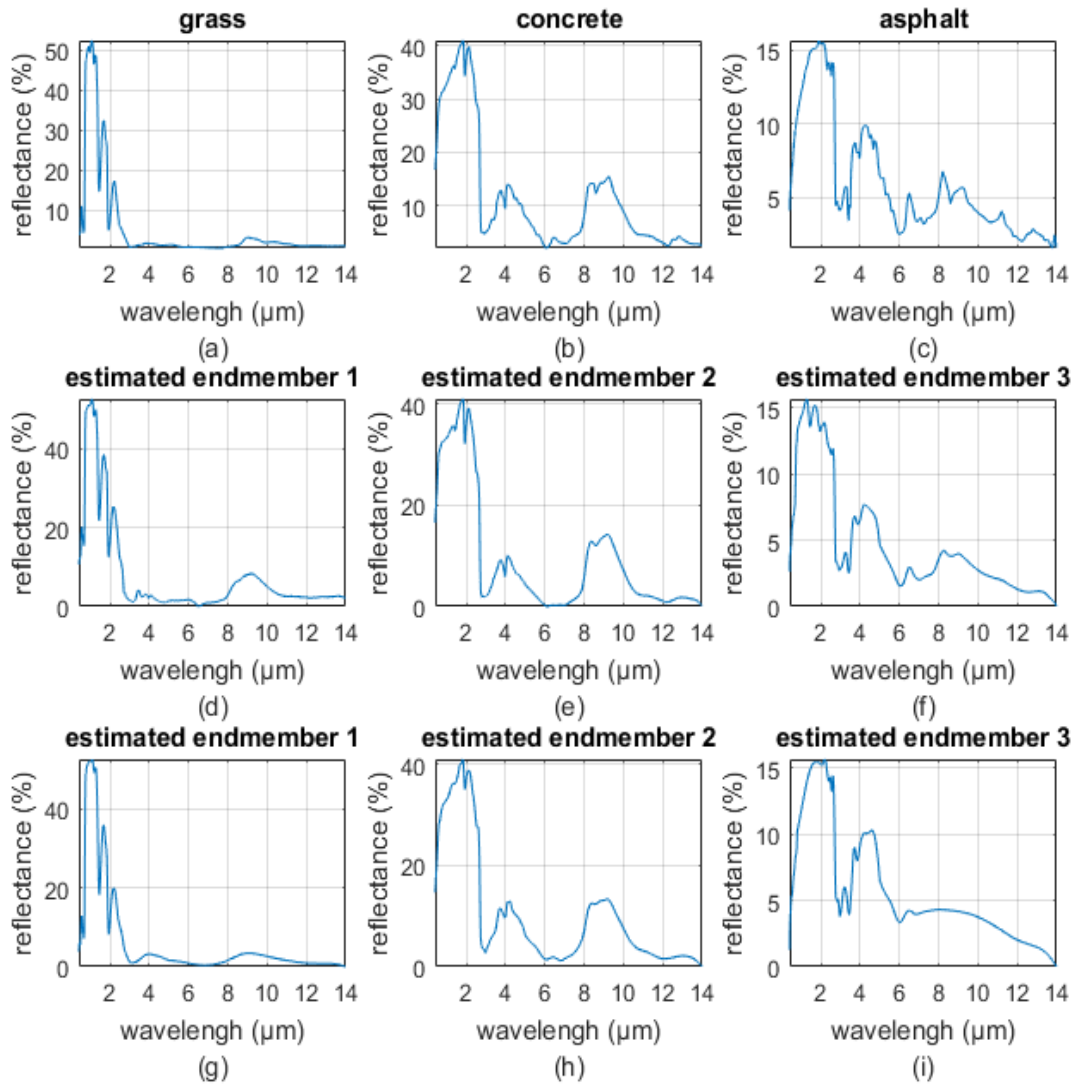 grass concrete asphalt
reflectance (%) reflectance (%) reflectance (%)
50 40 15
40
30
30 10
20
20
10 5
10
2 4 6 8 10 12 14 2 4 6 8 10 12 14 2 4 6 8 10 12 14
wavelengh (µm) wavelengh (µm) wavelengh (µm)
(a) (b) (c)
estimated endmember 1 estimated endmember 2 estimated endmember 3
reflectance (%) reflectance (%) reflectance (%)
40 40 15
10
20 20
5
0 0 0
2 4 6 8 10 12 14 2 4 6 8 10 12 14 2 4 6 8 10 12 14
wavelengh (µm) wavelengh (µm) wavelengh (µm)
(d) (e) (f)
estimated endmember 1 estimated endmember 2 estimated endmember 3
reflectance (%) reflectance (%) reflectance (%)
40 40 15
10
20 20
5
0 0 0
2 4 6 8 10 12 14 2 4 6 8 10 12 14 2 4 6 8 10 12 14
wavelengh (µm) wavelengh (µm) wavelengh (µm)
(g) (h) (i)